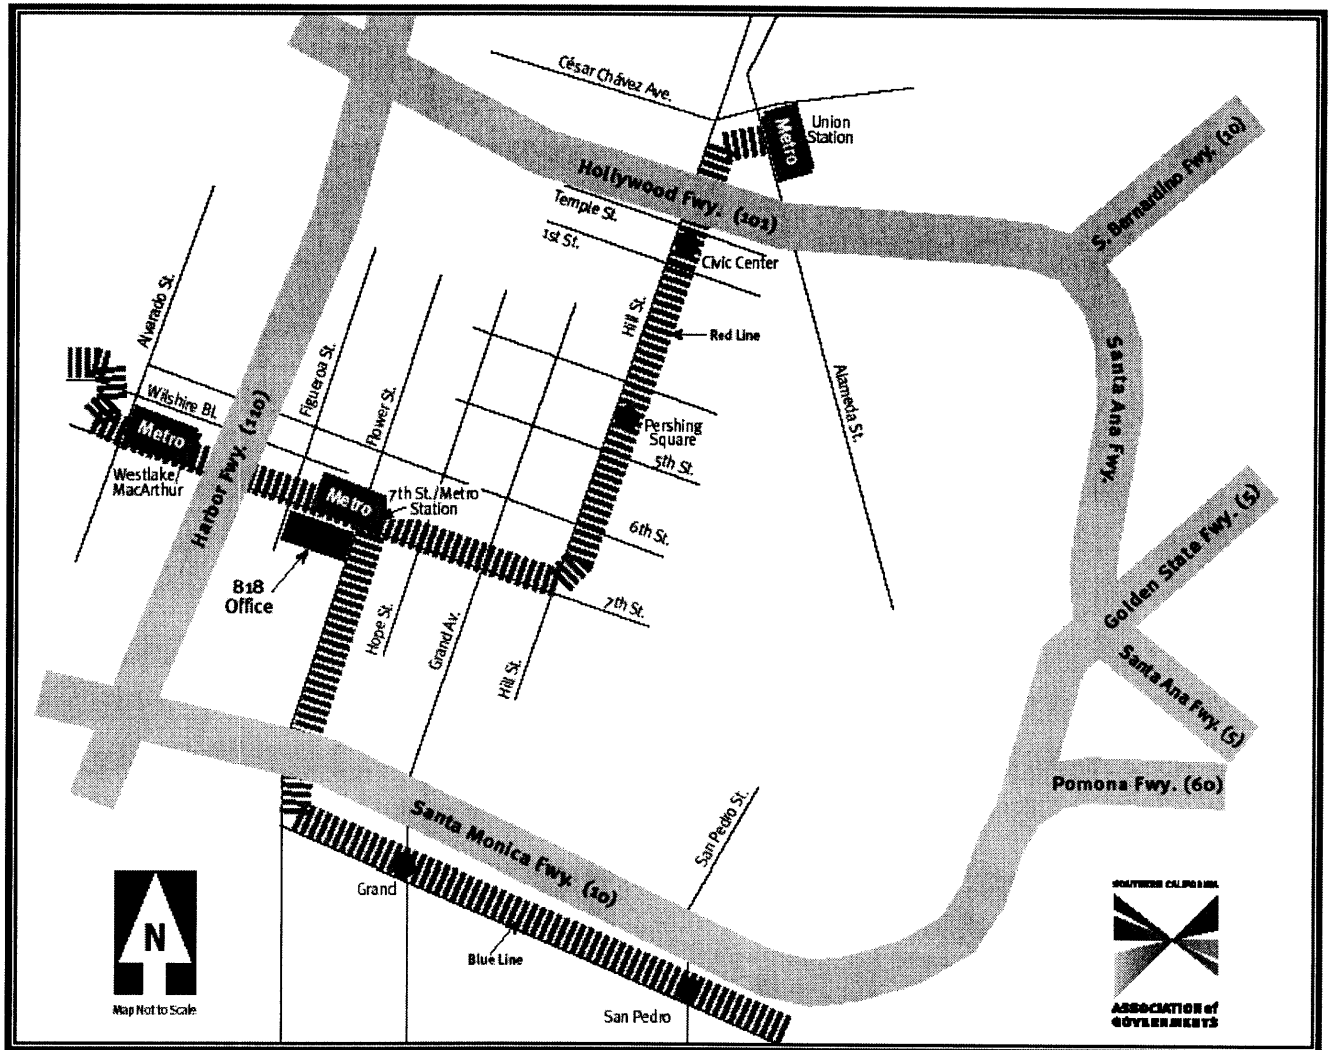 César Chávez Ave.
Metro
Union
Station
S. Bernardino Fwy. (10)
Hollywood Fwy. (101)
Temple St.
1st St.
Civic Center
Hill St.
Red Line
Alvarado St.
Figueroa St.
Flower St.
Alameda St.
Santa Ana Fwy.
Wilshire Bl.
Metro
Westlake/
MacArthur
Harbor Fwy. (110)
Pershing
Square
5th St.
Metro
7th St./Metro
Station
6th St.
Golden State Fwy. (5)
818
Office
7th St.
Hope St.
Grand Av.
Hill St.
Santa Ana Fwy. (5)
Pomona Fwy. (60)
Santa Monica Fwy. (10)
San Pedro St.
Grand
Blue Line
San Pedro
N
Map Not to Scale
SOUTHERN CALIFORNIA
ASSOCIATION of
GOVERNMENTS